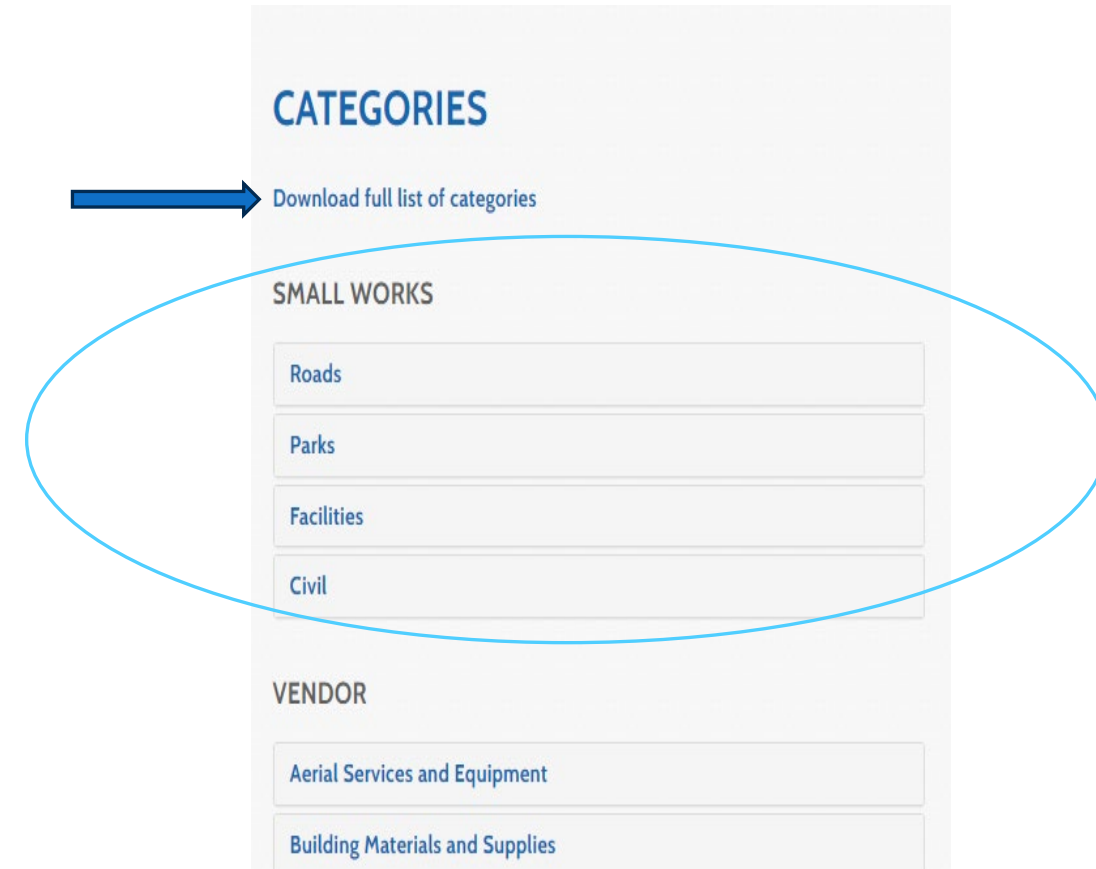 CATEGORIES
Download full list of categories
SMALL WORKS
Roads
Parks
Facilities
Civil
VENDOR
Aerial Services and Equipment
Building Materials and Supplies